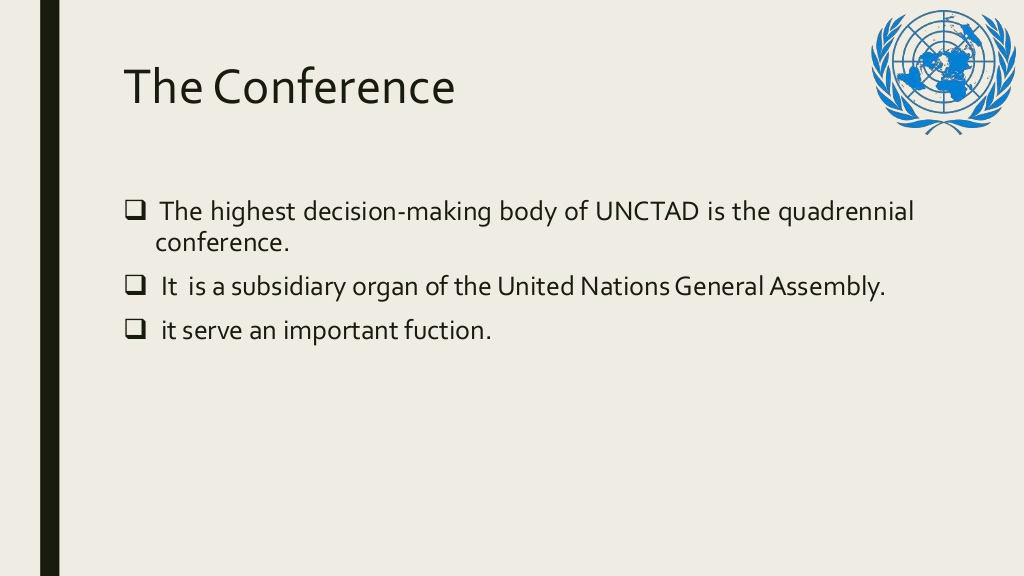 The Conference
❑ The highest decision-making body of UNCTAD is the quadrennial
conference.
❑ It is a subsidiary organ of the United Nations General Assembly.
❑ it serve an important fuction.